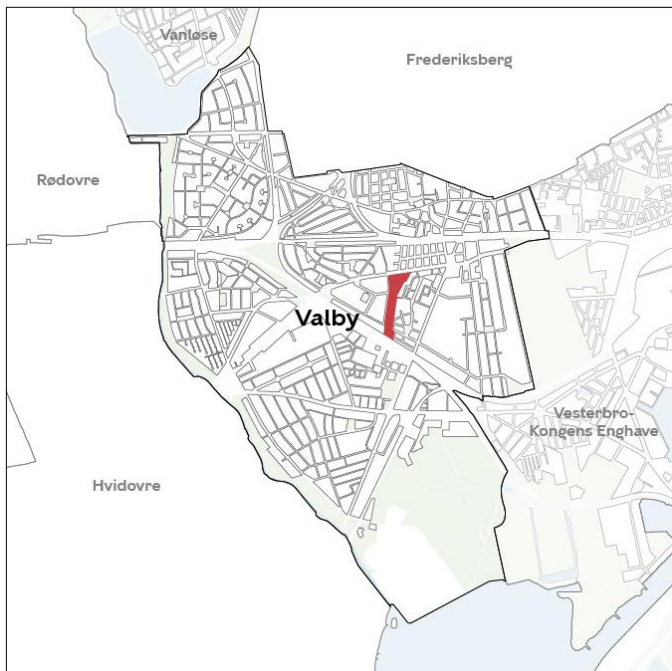 Vanløse
Frederiksberg
Rødovre
Valby
Vesterbro-
Kongens Enghave
Hvidovre